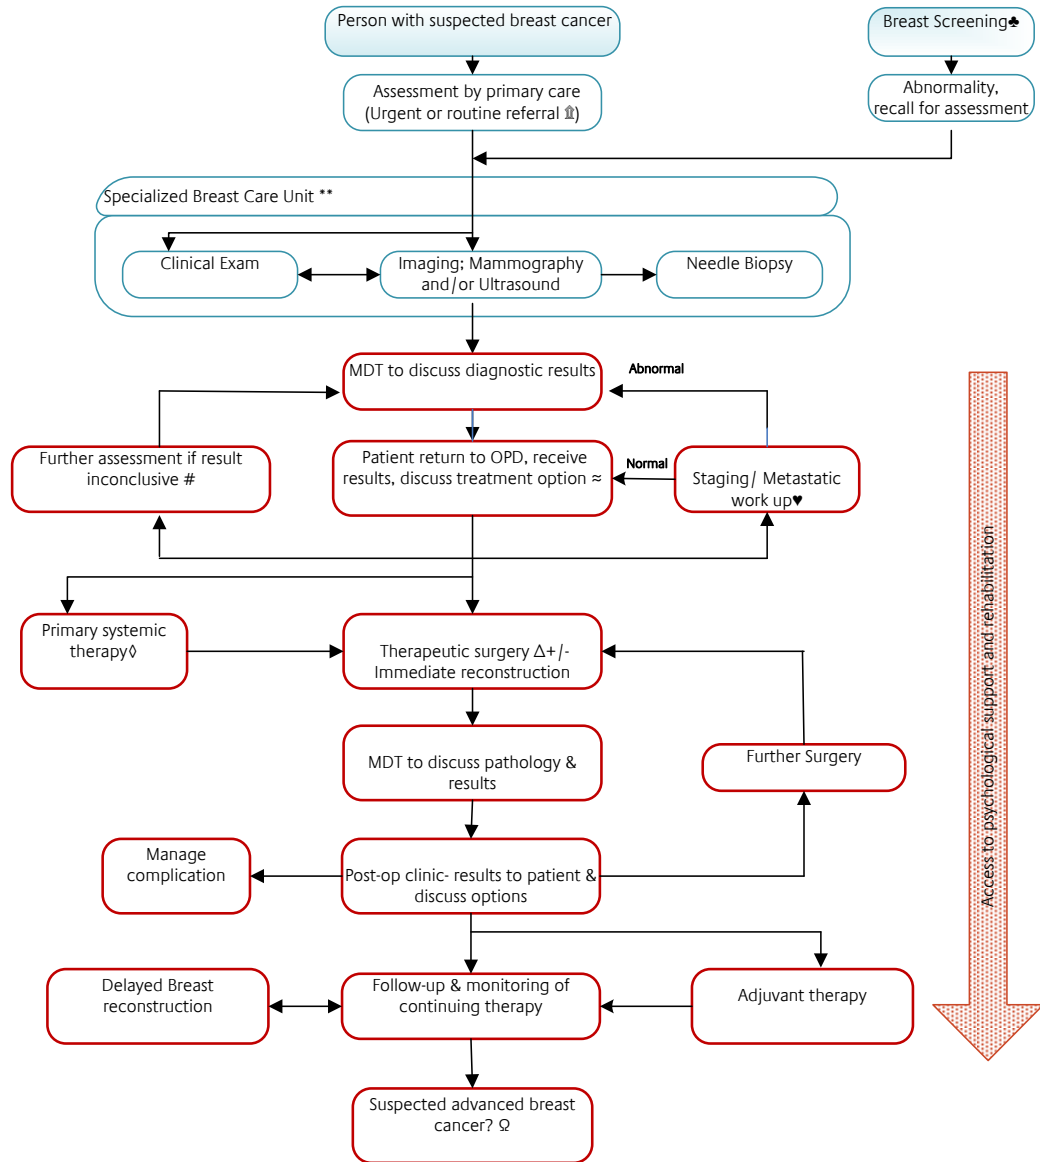 Person with suspected breast cancer
Breast Screening♣
Assessment by primary care
(Urgent or routine referral ⇯)
Abnormality,
recall for assessment
Specialized Breast Care Unit **
Clinical Exam
Imaging; Mammography
and/or Ultrasound
Needle Biopsy
MDT to discuss diagnostic results
Abnormal
Further assessment if result
inconclusive #
Patient return to OPD, receive
results, discuss treatment option ≈
Normal
Staging/ Metastatic
work up♥
Primary systemic
therapy◊
Therapeutic surgery Δ+/-
Immediate reconstruction
MDT to discuss pathology &
results
Further Surgery
Manage
complication
Post-op clinic- results to patient &
discuss options
Delayed Breast
reconstruction
Follow-up & monitoring of
continuing therapy
Adjuvant therapy
Suspected advanced breast
cancer? Ω
Access to psychological support and rehabilitation